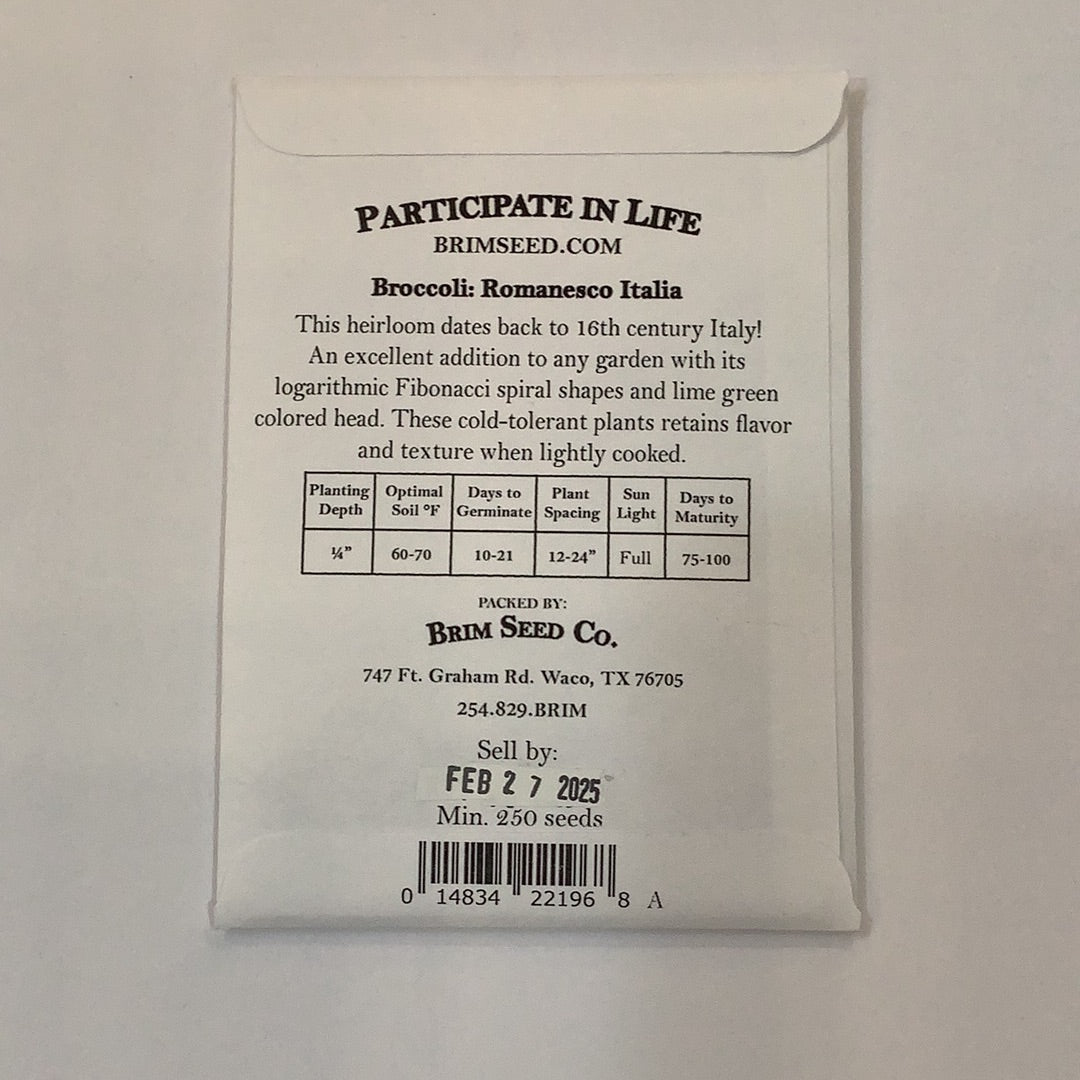 PARTICIPATE IN LIFE
BRIMSEED.COM
Broccoli: Romanesco Italia
This heirloom dates back to 16th century Italy!
An excellent addition to any garden with its
logarithmic Fibonacci spiral shapes and lime green
colored head. These cold-tolerant plants retains flavor
and texture when lightly cooked.
Planting Depth Optimal Soil °F Days to Germinate Plant Spacing Sun Light Days to Maturity
¼” 60-70 10-21 12-24” Full 75-100
PACKED BY:
BRIM SEED CO.
747 Ft. Graham Rd. Waco, TX 76705
254.829.BRIM
Sell by:
FEB 27 2025
Min. 250 seeds
0 14834 22196 8 A